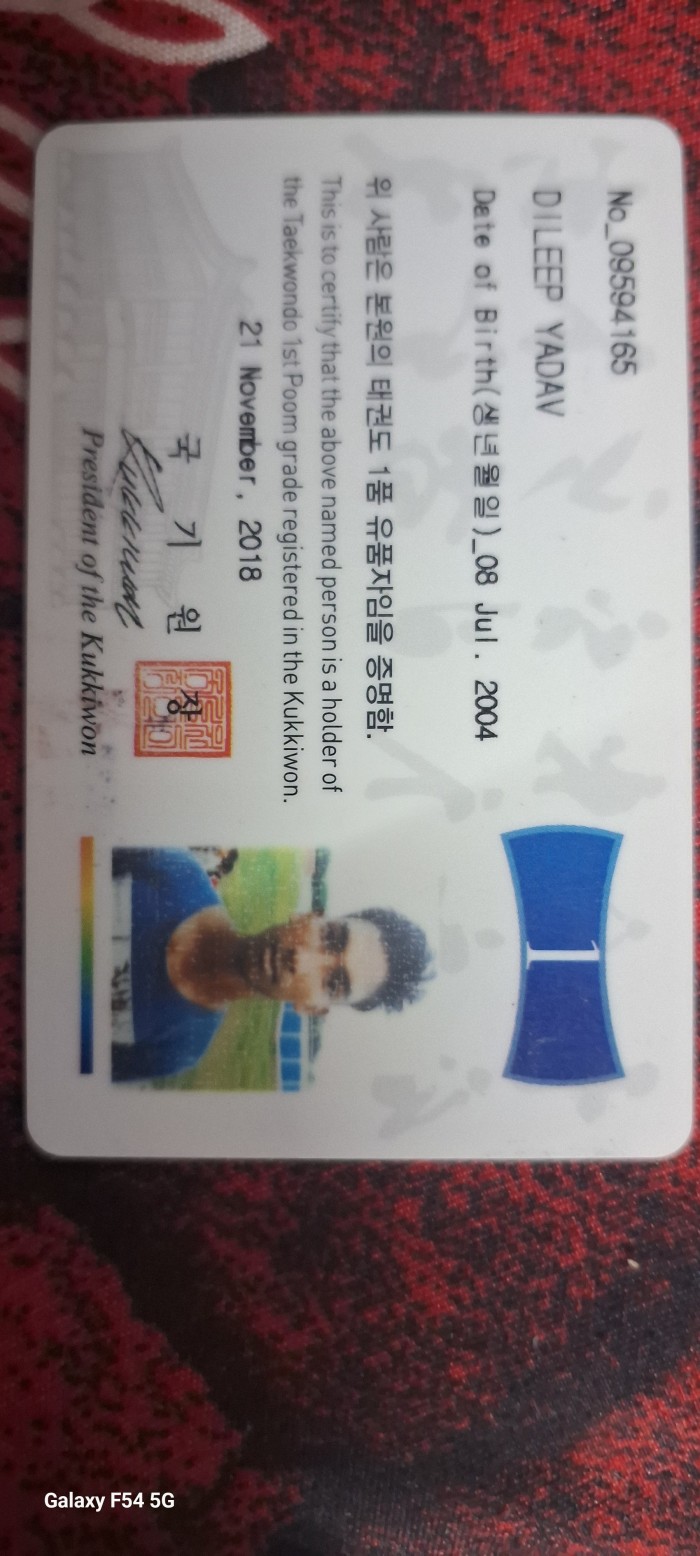 No_09594165
DILEEP YADAV
Date of Birth(생년월일)_08 Jul. 2004
위 사람은 본원의 태권도 1품 유품자임을 증명함.
This is to certify that the above named person is a holder of
the Taekwondo 1st Poom grade registered in the Kukkiwon.
21 November, 2018
국 기 원 장
President of the Kukkiwon
1
Galaxy F54 5G